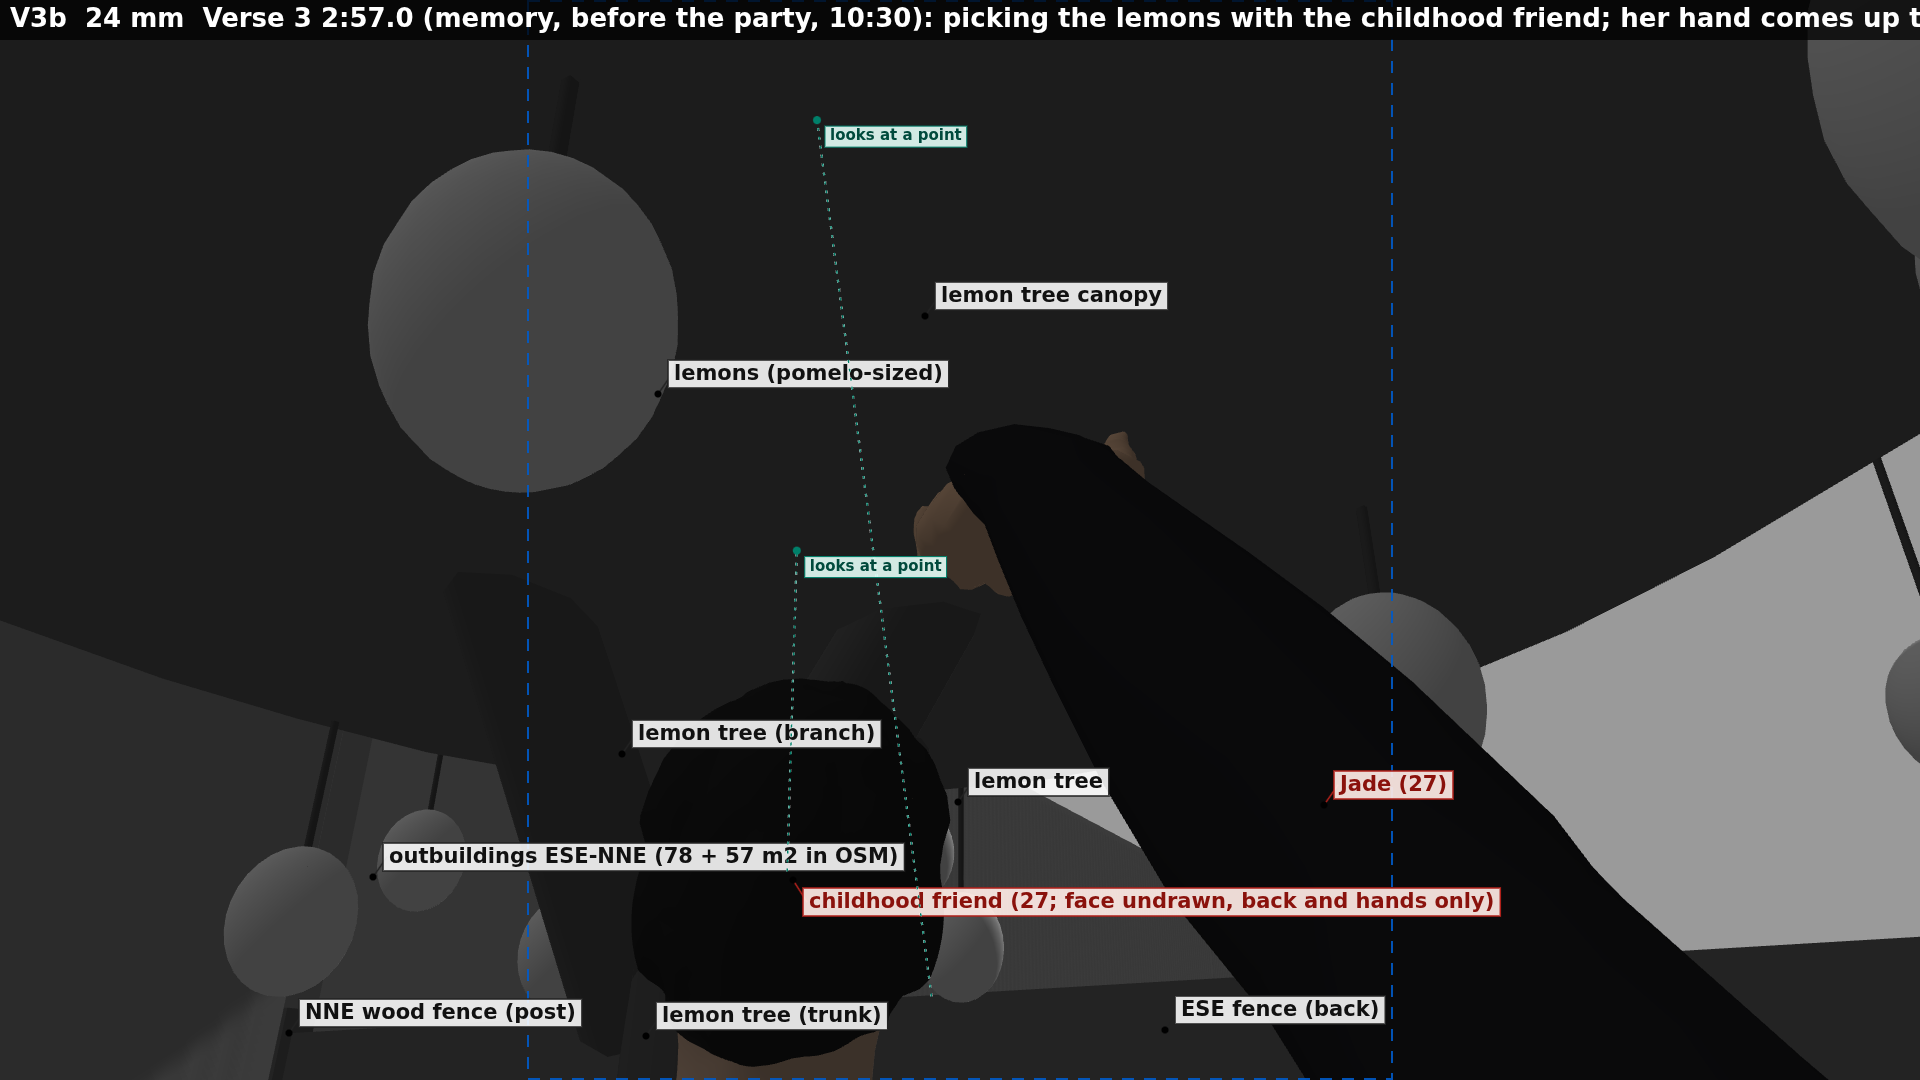 V3b 24 mm Verse 3 2:57.0 (memory, before the party, 10:30): picking the lemons with the childhood friend; her hand comes up t
looks at a point
lemon tree canopy
lemons (pomelo-sized)
looks at a point
lemon tree (branch)
lemon tree
Jade (27)
outbuildings ESE-NNE (78 + 57 m2 in OSM)
childhood friend (27; face undrawn, back and hands only)
NNE wood fence (post)
lemon tree (trunk)
ESE fence (back)